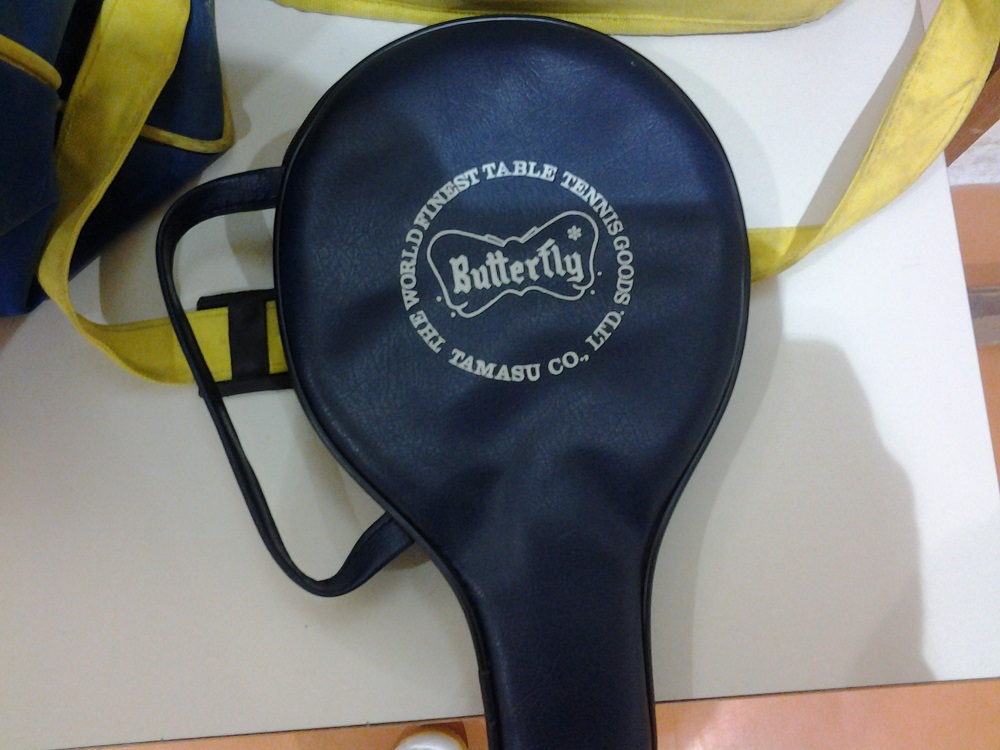 THE WORLD FINEST TABLE TENNIS GOODS
Butterfly
TAMASU CO., LTD.